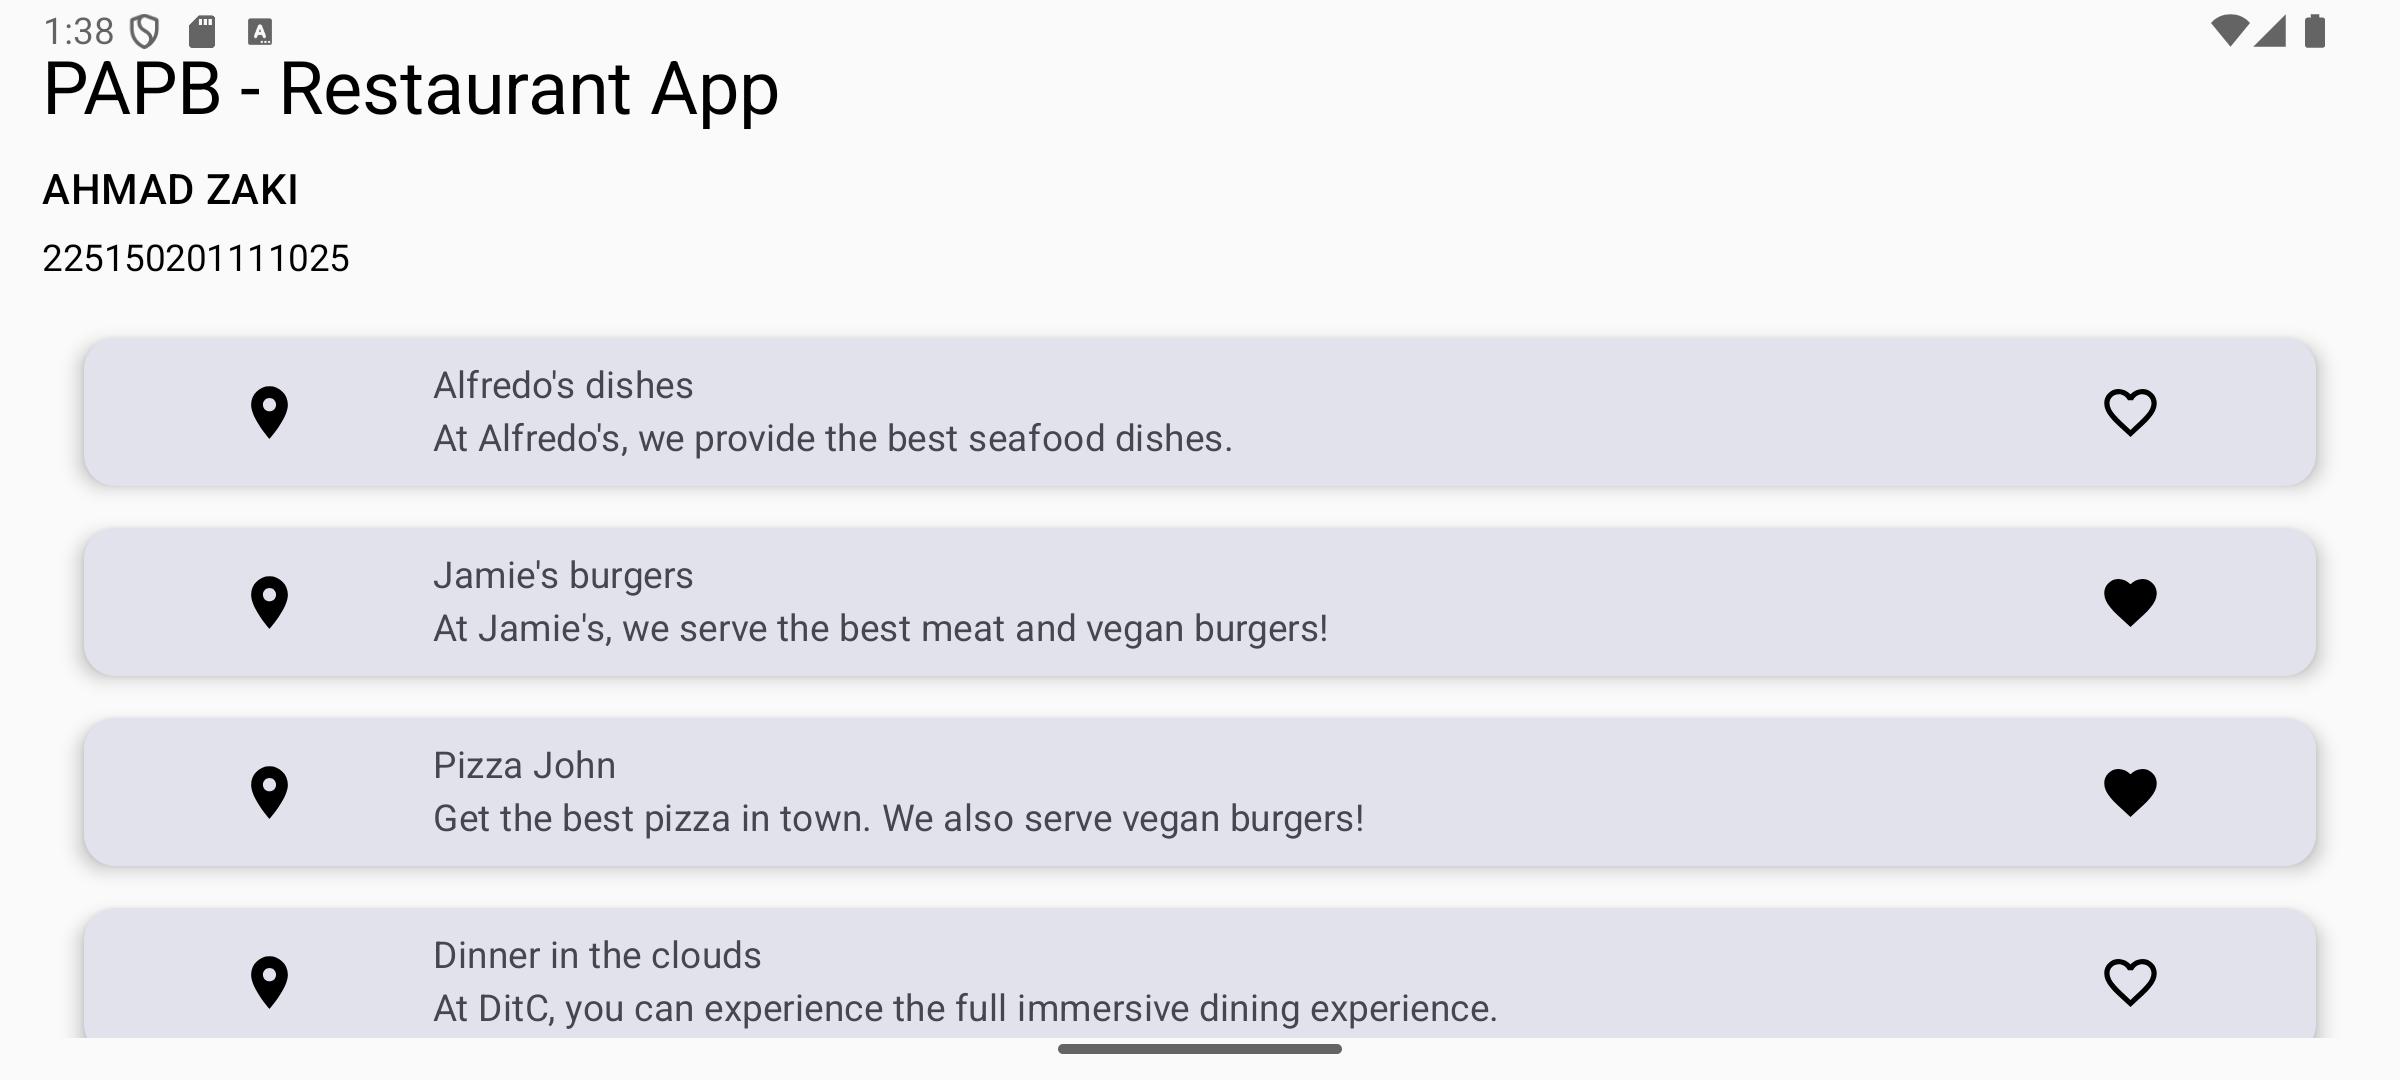 1:38
PAPB - Restaurant App
AHMAD ZAKI
225150201111025
Alfredo's dishes
At Alfredo's, we provide the best seafood dishes.
Jamie's burgers
At Jamie's, we serve the best meat and vegan burgers!
Pizza John
Get the best pizza in town. We also serve vegan burgers!
Dinner in the clouds
At DitC, you can experience the full immersive dining experience.